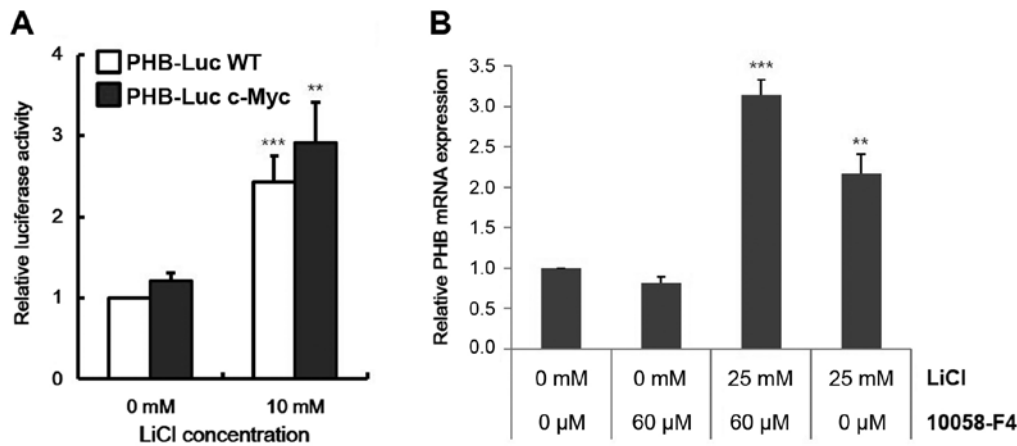 A
Relative luciferase activity
4
3
2
1
0
PHB-Luc WT
PHB-Luc c-Myc
***
**
0 mM
10 mM
LiCl concentration
B
Relative PHB mRNA expression
3.5
3.0
2.5
2.0
1.5
1.0
0.5
0.0
***
**
0 mM 0 mM 25 mM 25 mM LiCl
0 µM 60 µM 60 µM 0 µM 10058-F4